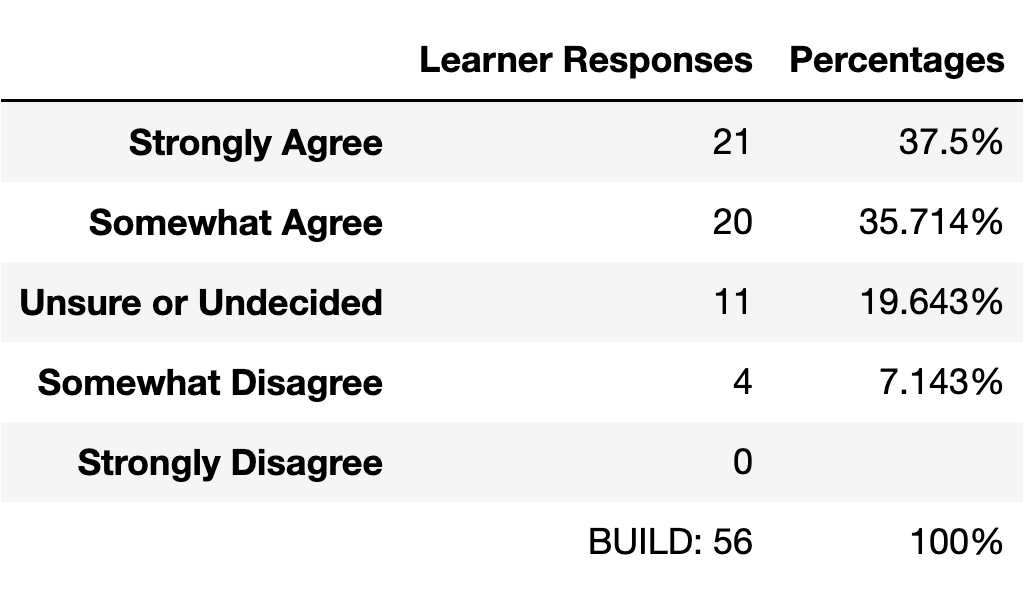 Learner Responses Percentages
Strongly Agree 21 37.5%
Somewhat Agree 20 35.714%
Unsure or Undecided 11 19.643%
Somewhat Disagree 4 7.143%
Strongly Disagree 0
BUILD: 56 100%